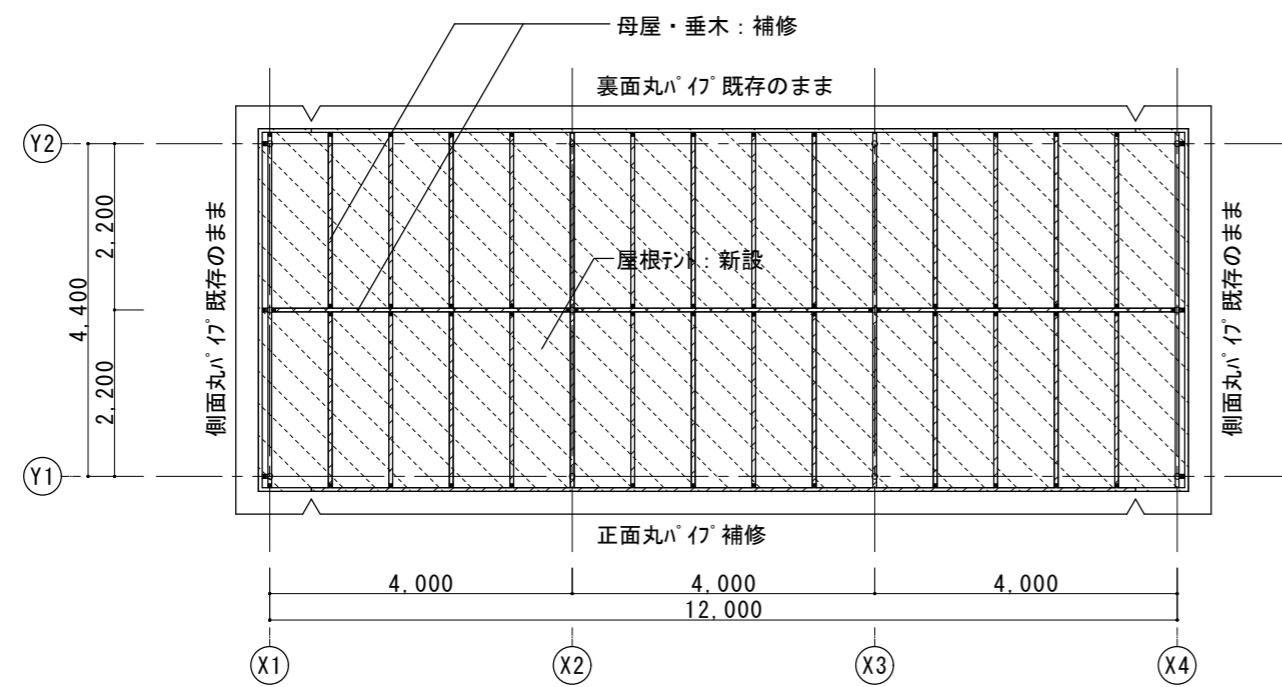 母屋・垂木：補修
裏面丸ﾊﾟｲﾌﾟ既存のまま
Y2
2,200
4,400
2,200
Y1
側面丸ﾊﾟｲﾌﾟ既存のまま
屋根ﾃﾝﾄ：新設
側面丸ﾊﾟｲﾌﾟ既存のまま
正面丸ﾊﾟｲﾌﾟ補修
4,000
4,000
4,000
12,000
X1
X2
X3
X4